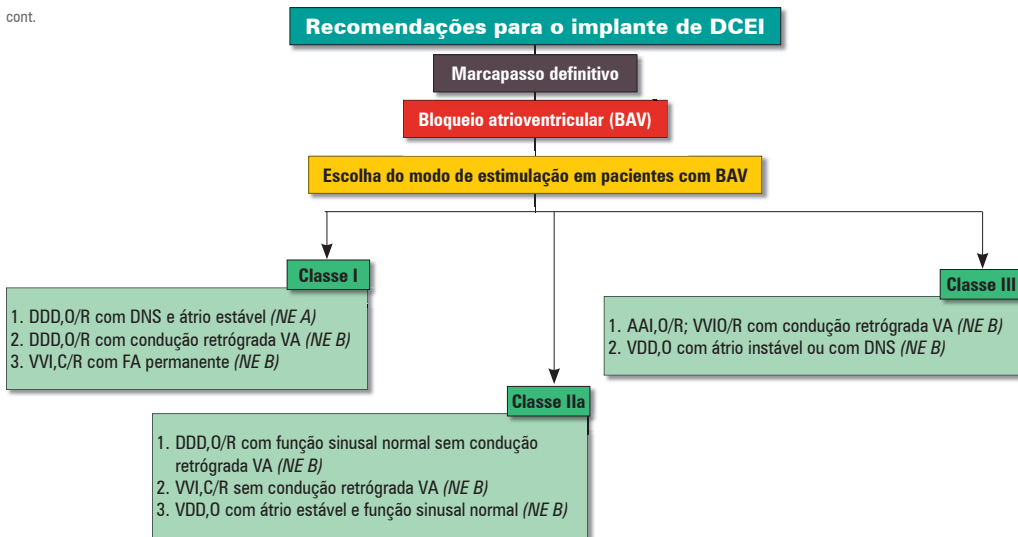 cont.
Recomendações para o implante de DCEI
Marcapasso definitivo
Bloqueio atrioventricular (BAV)
Escolha do modo de estimulação em pacientes com BAV
Classe I
1. DDD,O/R com DNS e átrio estável (NE A)
2. DDD,O/R com condução retrógrada VA (NE B)
3. VVI,C/R com FA permanente (NE B)
Classe III
1. AAI,O/R; VVIO/R com condução retrógrada VA (NE B)
2. VDD,O com átrio instável ou com DNS (NE B)
Classe IIa
1. DDD,O/R com função sinusal normal sem condução
retrógrada VA (NE B)
2. VVI,C/R sem condução retrógrada VA (NE B)
3. VDD,O com átrio estável e função sinusal normal (NE B)